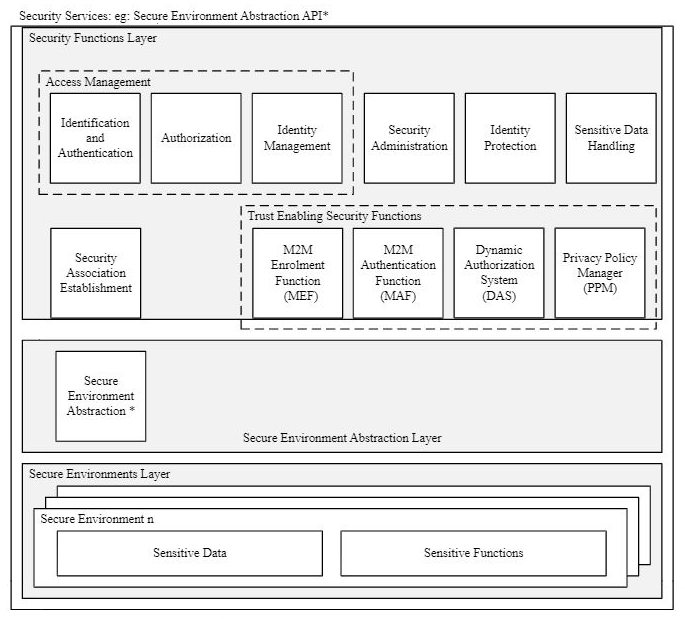 Security Services: eg: Secure Environment Abstraction API*
Security Functions Layer
Access Management
Identification
and
Authentication
Authorization
Identity
Management
Security
Administration
Identity
Protection
Sensitive Data
Handling
Trust Enabling Security Functions
Security
Association
Establishment
M2M
Enrolment
Function
(MEF)
M2M
Authentication
Function
(MAF)
Dynamic
Authorization
System
(DAS)
Privacy Policy
Manager
(PPM)
Secure
Environment
Abstraction *
Secure Environment Abstraction Layer
Secure Environments Layer
Secure Environment n
Sensitive Data
Sensitive Functions